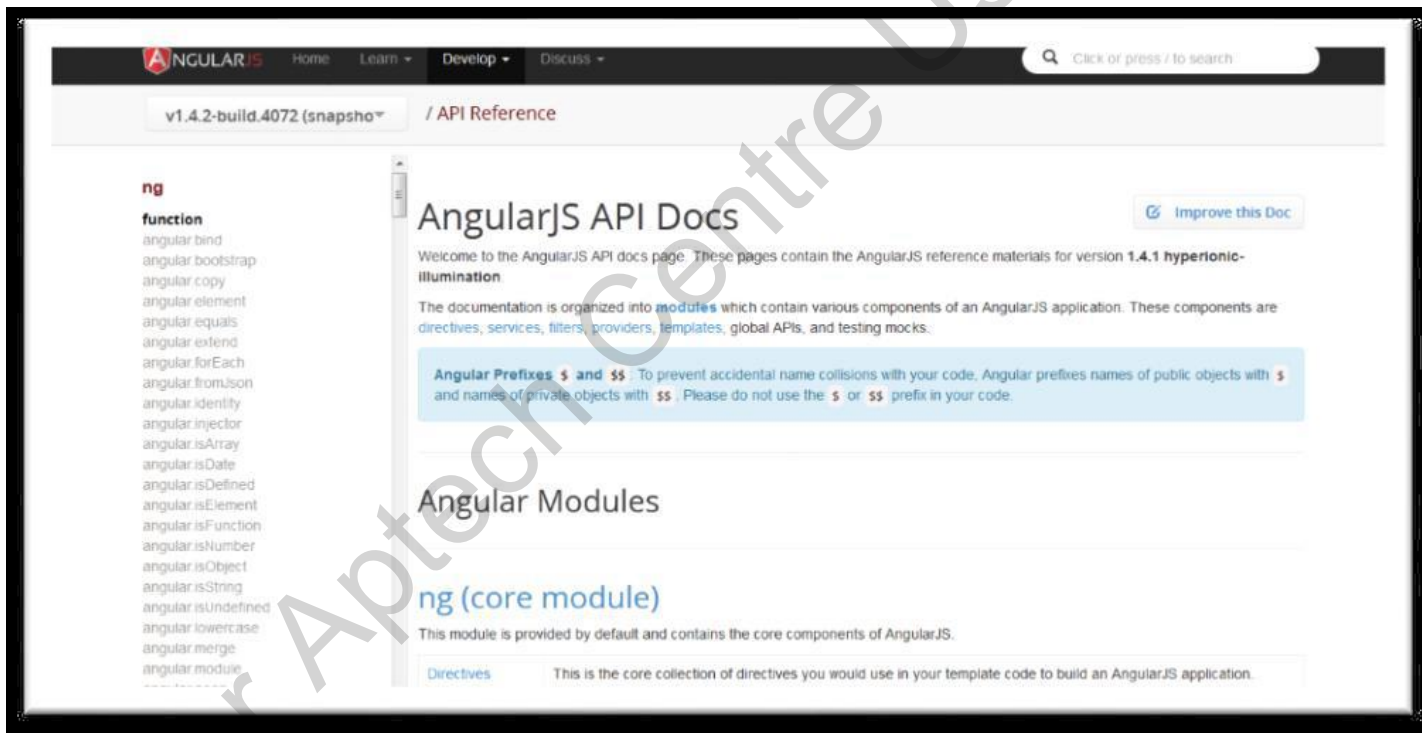 ANGULARJS Home Learn Develop Discuss Click or press / to search
v1.4.2-build.4072 (snapsho / API Reference
ng
function
angular.bind
angular.bootstrap
angular.copy
angular.element
angular.equals
angular.extend
angular.forEach
angular.fromJson
angular.identity
angular.injector
angular.isArray
angular.isDate
angular.isDefined
angular.isElement
angular.isFunction
angular.isNumber
angular.isObject
angular.isString
angular.isUndefined
angular.lowercase
angular.merge
angular.module
AngularJS API Docs
Improve this Doc
Welcome to the AngularJS API docs page. These pages contain the AngularJS reference materials for version 1.4.1 hyperionic-
illumination
The documentation is organized into modules which contain various components of an AngularJS application. These components are
directives, services, filters, providers, templates, global APIs, and testing mocks.
Angular Prefixes $ and $$: To prevent accidental name collisions with your code, Angular prefixes names of public objects with $
and names of private objects with $$. Please do not use the $ or $$ prefix in your code.
Angular Modules
ng (core module)
This module is provided by default and contains the core components of AngularJS.
Directives This is the core collection of directives you would use in your template code to build an AngularJS application.
r Aptech Centre U